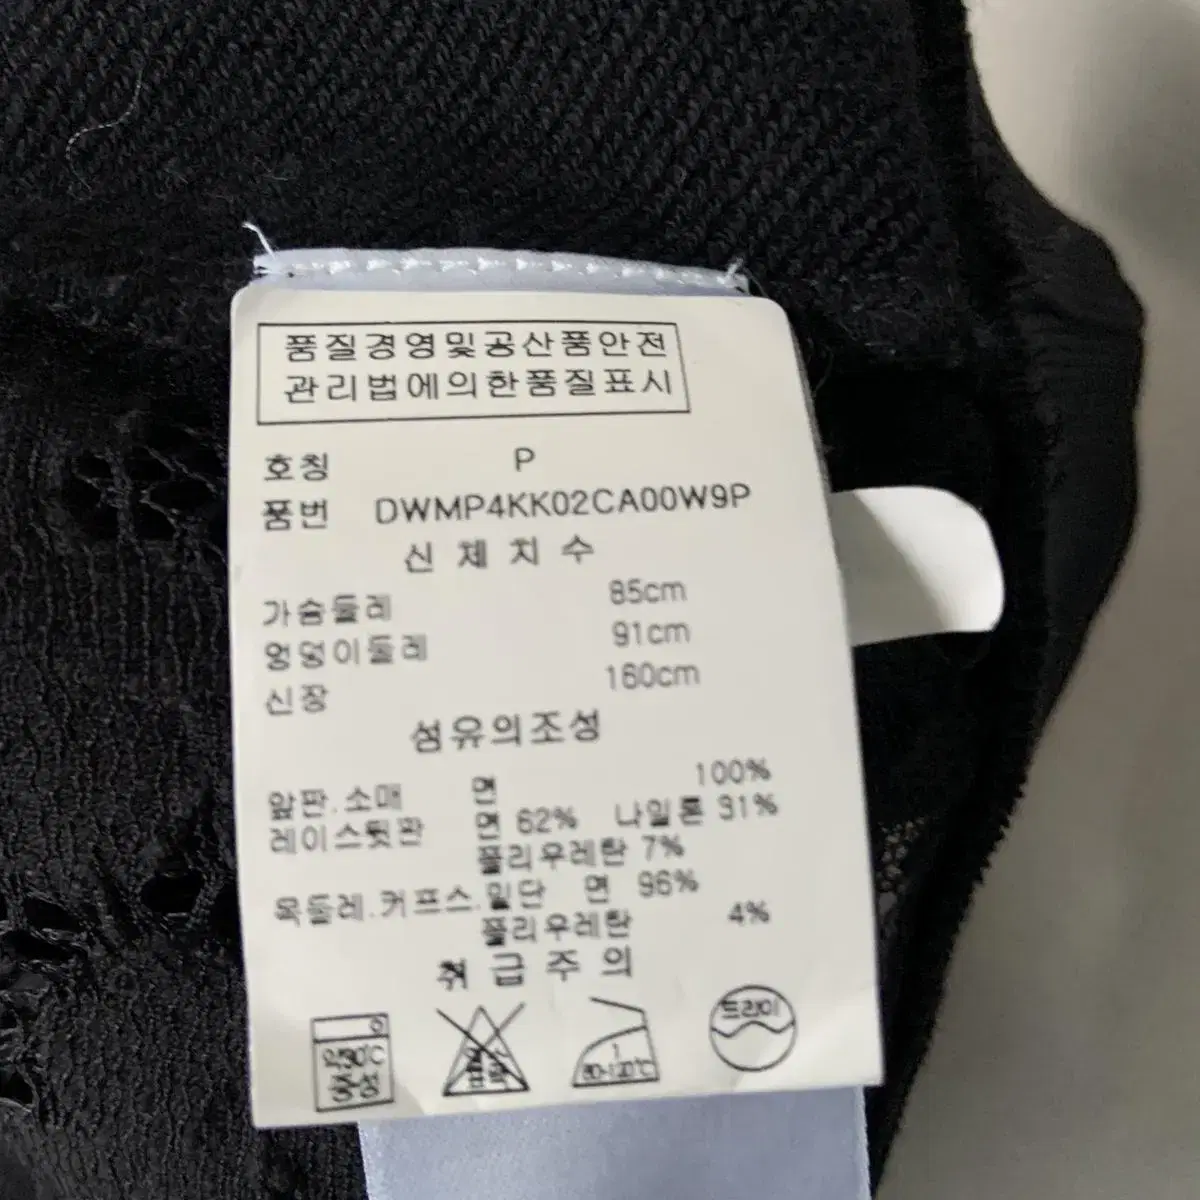 품질경영및공산품안전
관리법에의한품질표시
호칭 P
품번 DWMP4KK02CA00W9P
신체치수
가슴둘레 85cm
엉덩이둘레 91cm
신장 160cm
섬유의조성
앞판.소매 면 100%
레이스뒷판 면 62% 나일론 31%
폴리우레탄 7%
목둘레.커프스.밑단 면 96%
폴리우레탄 4%
취급주의
약30℃
중성
1
80-120℃
드라이